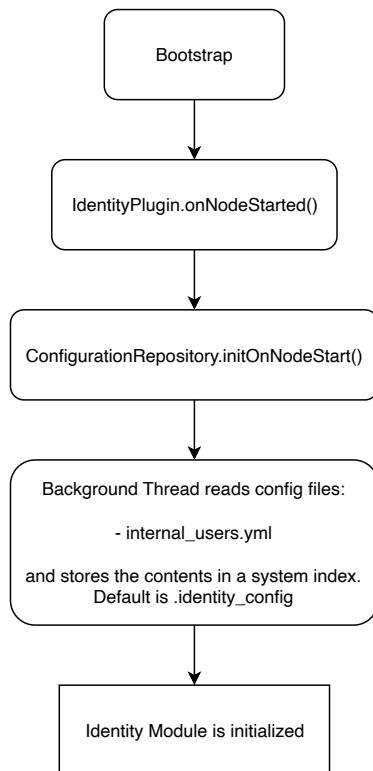 Bootstrap
IdentityPlugin.onNodeStarted()
ConfigurationRepository.initOnNodeStart()
Background Thread reads config files:
- internal_users.yml
and stores the contents in a system index.
Default is .identity_config
Identity Module is initialized